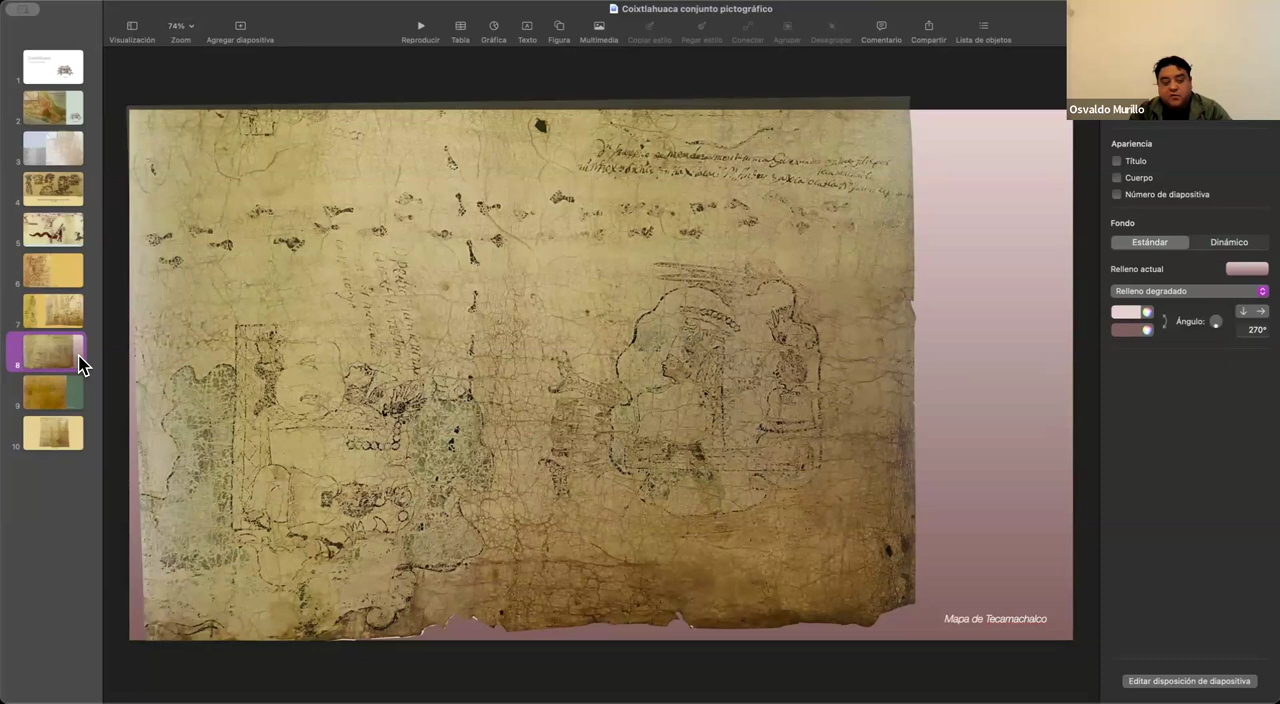 Coixtlahuaca conjunto pictográfico
74%
Visualización
Zoom
Agregar diapositiva
Reproducir
Tabla
Gráfica
Texto
Figura
Multimedia
Copiar estilo
Pegar estilo
Conectar
Agrupar
Desagrupar
Comentario
Compartir
Lista de objetos
Osvaldo Murillo
1
2
3
4
5
6
7
8
9
10
Apariencia
Título
Cuerpo
Número de diapositiva
Fondo
Estándar
Dinámico
Relleno actual
Relleno degradado
Ángulo:
270°
Mapa de Tecamachalco
Editar disposición de diapositiva